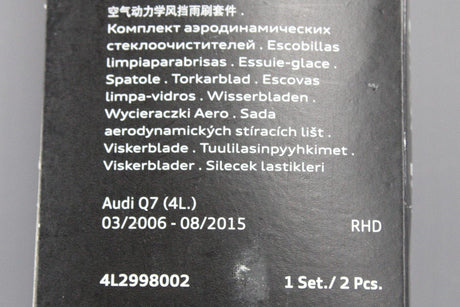 空气动力学风挡雨刷套件 .
Комплект аэродинамических
стеклоочистителей . Escobillas
limpiaparabrisas . Essuie-glace .
Spatole . Torkarblad . Escovas
limpa-vidros . Wisserbladen .
Wycieraczki Aero . Sada
aerodynamických stíracích lišt .
Viskerblade . Tuulilasinpyyhkimet .
Viskerblader . Silecek lastikleri
Audi Q7 (4L.)
03/2006 - 08/2015 RHD
4L2998002 1 Set./ 2 Pcs.